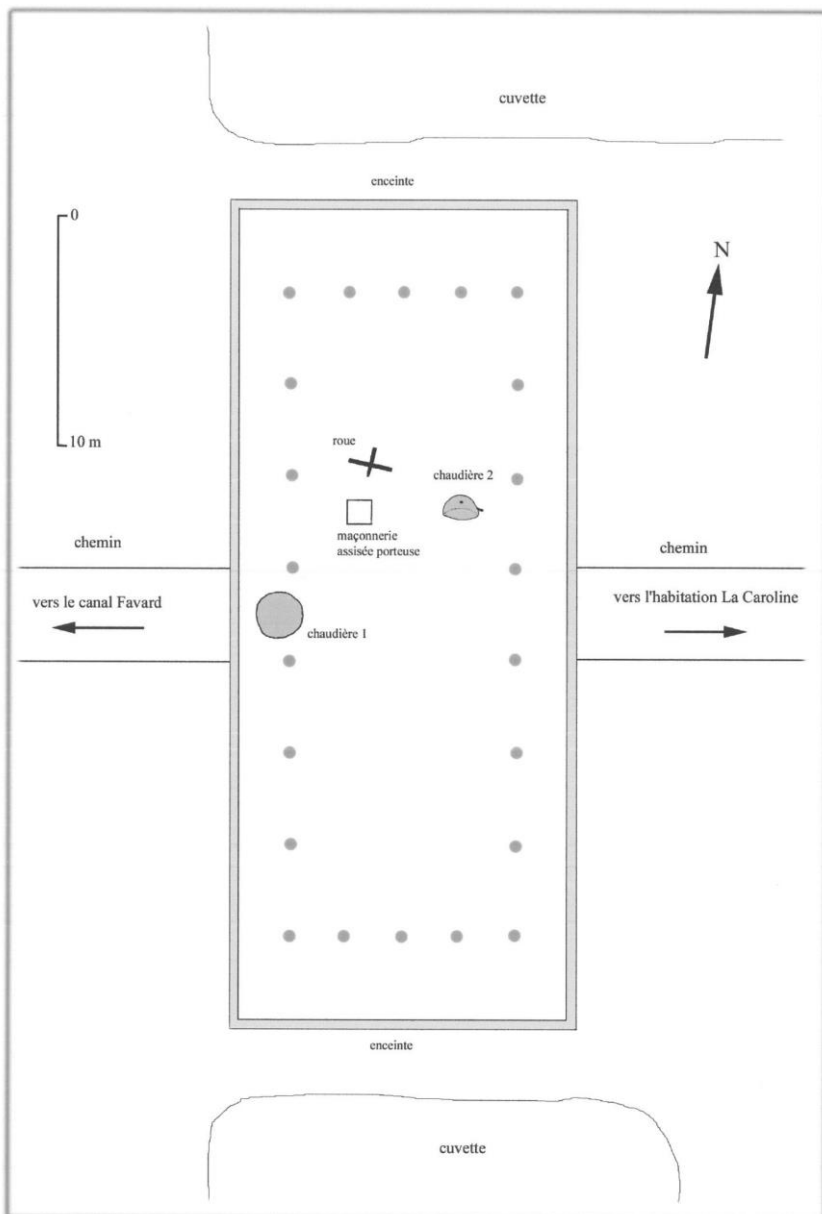 cuvette
enceinte
0
N
10 m
roue
chaudière 2
maçonnerie
assisée porteuse
chemin
chemin
vers le canal Favard
vers l'habitation La Caroline
chaudière 1
enceinte
cuvette